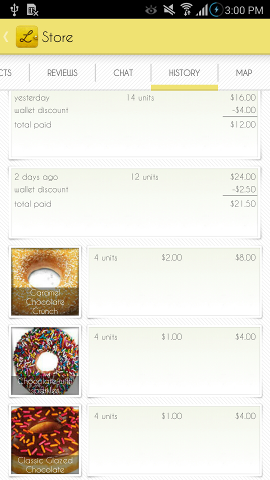 3:00 PM
L
Store
CTS
REVIEWS
CHAT
HISTORY
MAP
yesterday 14 units $16.00
wallet discount -$4.00
total paid $12.00
2 days ago 12 units $24.00
wallet discount -$2.50
total paid $21.50
4 units $2.00 $8.00
Caramel
Chocolate
Crunch
4 units $1.00 $4.00
Chocolate with
sprinkles
4 units $1.00 $4.00
Classic Glazed
Chocolate